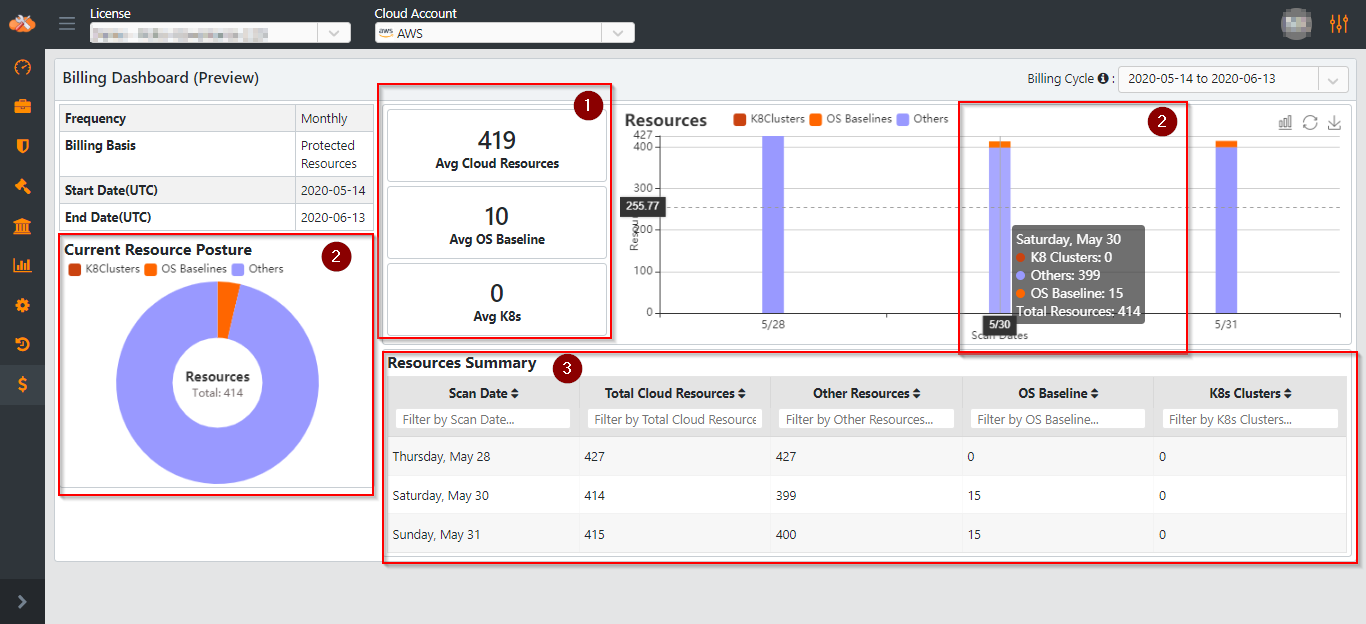 License
Cloud Account
aws AWS
Billing Dashboard (Preview)
Billing Cycle i : 2020-05-14 to 2020-06-13
Frequency Monthly
Billing Basis Protected
Resources
Start Date(UTC) 2020-05-14
End Date(UTC) 2020-06-13
Current Resource Posture 2
K8Clusters OS Baselines Others
Resources
Total: 414
1
419
Avg Cloud Resources
10
Avg OS Baseline
0
Avg K8s
Resources K8Clusters OS Baselines Others
2
427
400
300
255.77
200
100
0
5/28
5/30
5/31
Scan Dates
Saturday, May 30
K8 Clusters: 0
Others: 399
OS Baseline: 15
Total Resources: 414
Resources Summary 3
Scan Date Total Cloud Resources Other Resources OS Baseline K8s Clusters
Filter by Scan Date... Filter by Total Cloud Resource Filter by Other Resources... Filter by OS Baseline... Filter by K8s Clusters...
Thursday, May 28 427 427 0 0
Saturday, May 30 414 399 15 0
Sunday, May 31 415 400 15 0
$